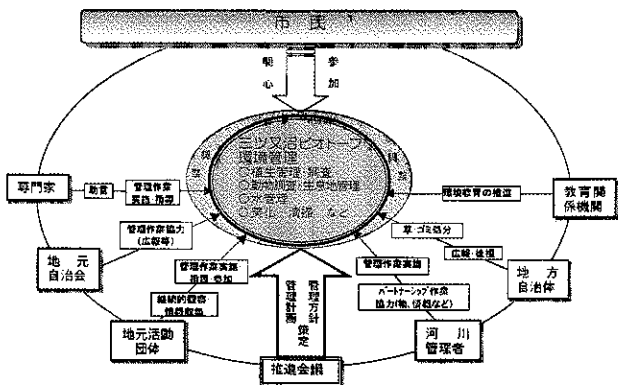 市民
関心
参加
三ツ又沼ビオトープ
環境管理
○植生管理・調査
○動物調査・生息地管理
○水管理
○美化、清掃 など
専門家
助言
管理作業
実践・指導
環境教育の推進
教育関
係機関
管理作業協力
(広報等)
草・ゴミ処分
地元
自治会
管理作業実施・
指導・参加
管理作業実施
広報・後援
地方
自治体
継続的観察・
情報収集
管理方針
管理計画
策定
パートナーシップ作業
協力(物、情報など)
地元活動
団体
河川
管理者
推進会議